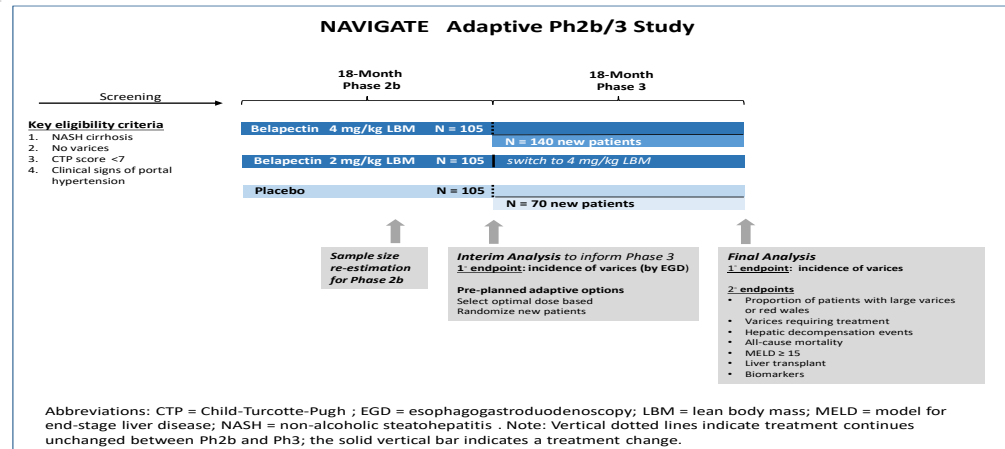 NAVIGATE Adaptive Ph2b/3 Study
18-Month
Phase 2b
18-Month
Phase 3
Screening
Key eligibility criteria
1. NASH cirrhosis
2. No varices
3. CTP score <7
4. Clinical signs of portal
hypertension
Belapectin 4 mg/kg LBM N = 105
N = 140 new patients
Belapectin 2 mg/kg LBM N = 105 switch to 4 mg/kg LBM
Placebo N = 105
N = 70 new patients
Sample size
re-estimation
for Phase 2b
Interim Analysis to inform Phase 3
1° endpoint: incidence of varices (by EGD)
Pre-planned adaptive options
Select optimal dose based
Randomize new patients
Final Analysis
1° endpoint: incidence of varices
2° endpoints
• Proportion of patients with large varices
or red wales
• Varices requiring treatment
• Hepatic decompensation events
• All-cause mortality
• MELD ≥ 15
• Liver transplant
• Biomarkers
Abbreviations: CTP = Child-Turcotte-Pugh ; EGD = esophagogastroduodenoscopy; LBM = lean body mass; MELD = model for
end-stage liver disease; NASH = non-alcoholic steatohepatitis . Note: Vertical dotted lines indicate treatment continues
unchanged between Ph2b and Ph3; the solid vertical bar indicates a treatment change.